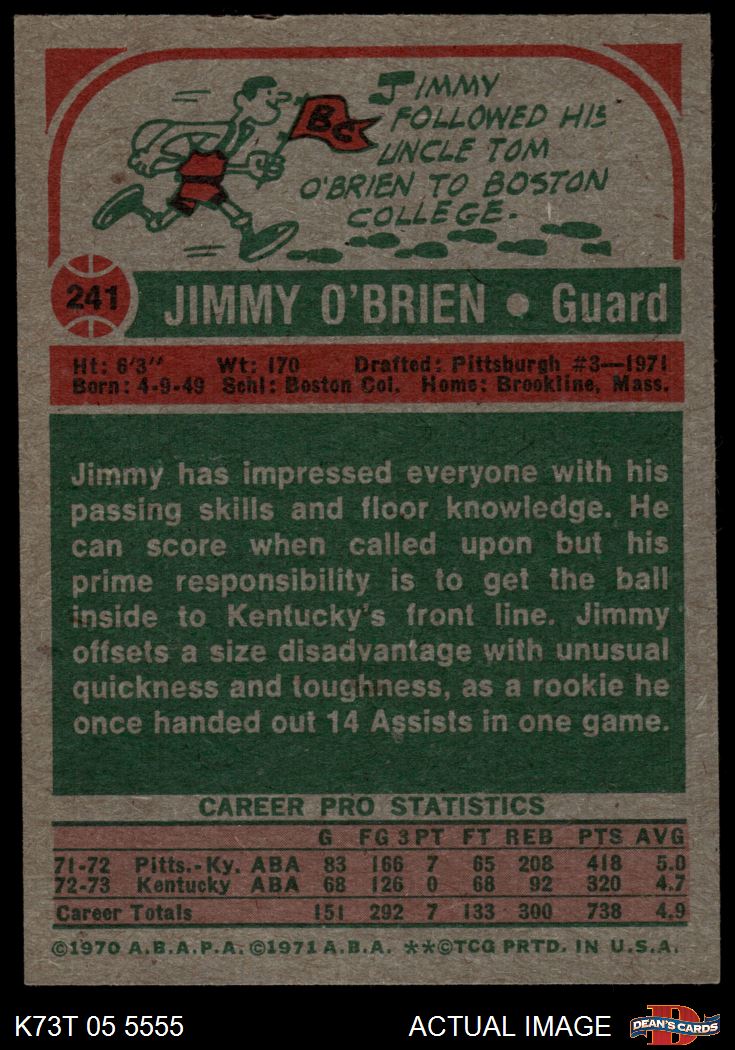 JIMMY
FOLLOWED HIS
UNCLE TOM
O'BRIEN TO BOSTON
COLLEGE.
BC
241
JIMMY O'BRIEN • Guard
Ht: 6'3" Wt: 170 Drafted: Pittsburgh #3—1971
Born: 4-9-49 Schl: Boston Col. Home: Brookline, Mass.
Jimmy has impressed everyone with his
passing skills and floor knowledge. He
can score when called upon but his
prime responsibility is to get the ball
inside to Kentucky's front line. Jimmy
offsets a size disadvantage with unusual
quickness and toughness, as a rookie he
once handed out 14 Assists in one game.
CAREER PRO STATISTICS
G FG 3PT FT REB PTS AVG
71-72 Pitts.-Ky. ABA 83 166 7 65 208 418 5.0
72-73 Kentucky ABA 68 126 0 68 92 320 4.7
Career Totals 151 292 7 133 300 738 4.9
©1970 A.B.A.P.A. ©1971 A.B.A. **©TCG PRTD. IN U.S.A.
K73T 05 5555 ACTUAL IMAGE D DEAN'S CARDS